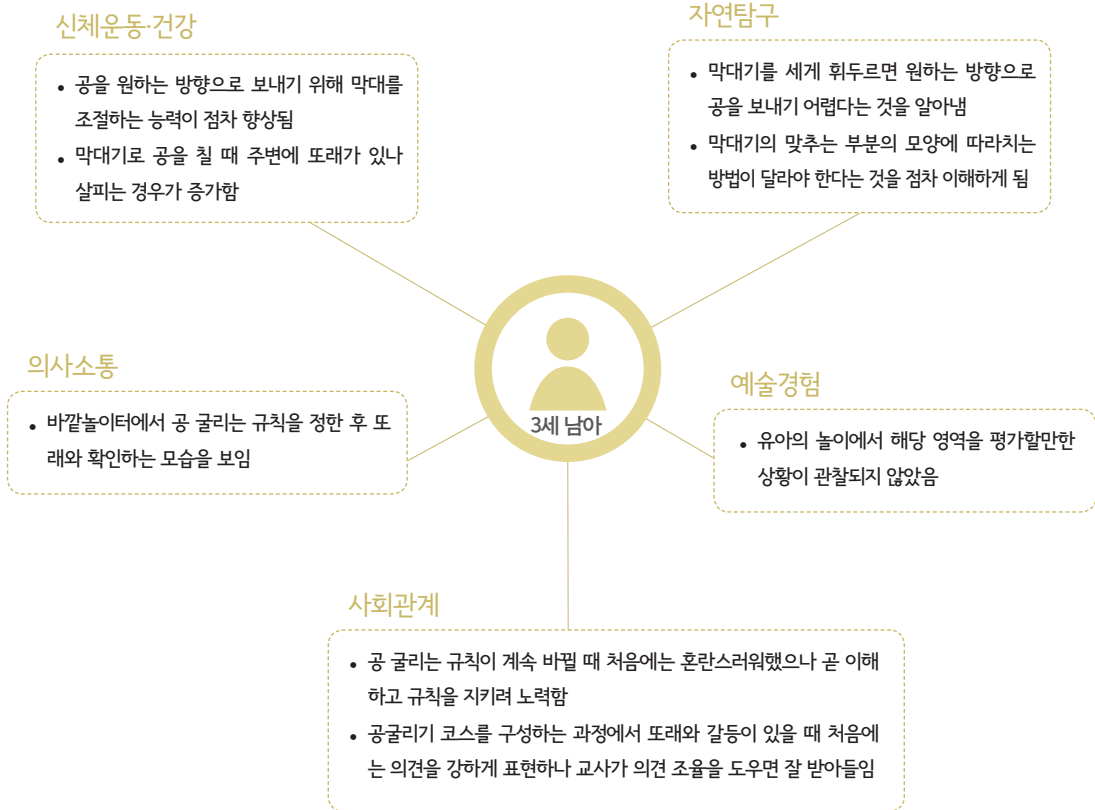 신체운동·건강
• 공을 원하는 방향으로 보내기 위해 막대를
조절하는 능력이 점차 향상됨
• 막대기로 공을 칠 때 주변에 또래가 있나
살피는 경우가 증가함
자연탐구
• 막대기를 세게 휘두르면 원하는 방향으로
공을 보내기 어렵다는 것을 알아냄
• 막대기의 맞추는 부분의 모양에 따라치는
방법이 달라야 한다는 것을 점차 이해하게 됨
의사소통
• 바깥놀이터에서 공 굴리는 규칙을 정한 후 또
래와 확인하는 모습을 보임
3세 남아
예술경험
• 유아의 놀이에서 해당 영역을 평가할만한
상황이 관찰되지 않았음
사회관계
• 공 굴리는 규칙이 계속 바뀔 때 처음에는 혼란스러워했으나 곧 이해
하고 규칙을 지키려 노력함
• 공굴리기 코스를 구성하는 과정에서 또래와 갈등이 있을 때 처음에
는 의견을 강하게 표현하나 교사가 의견 조율을 도우면 잘 받아들임